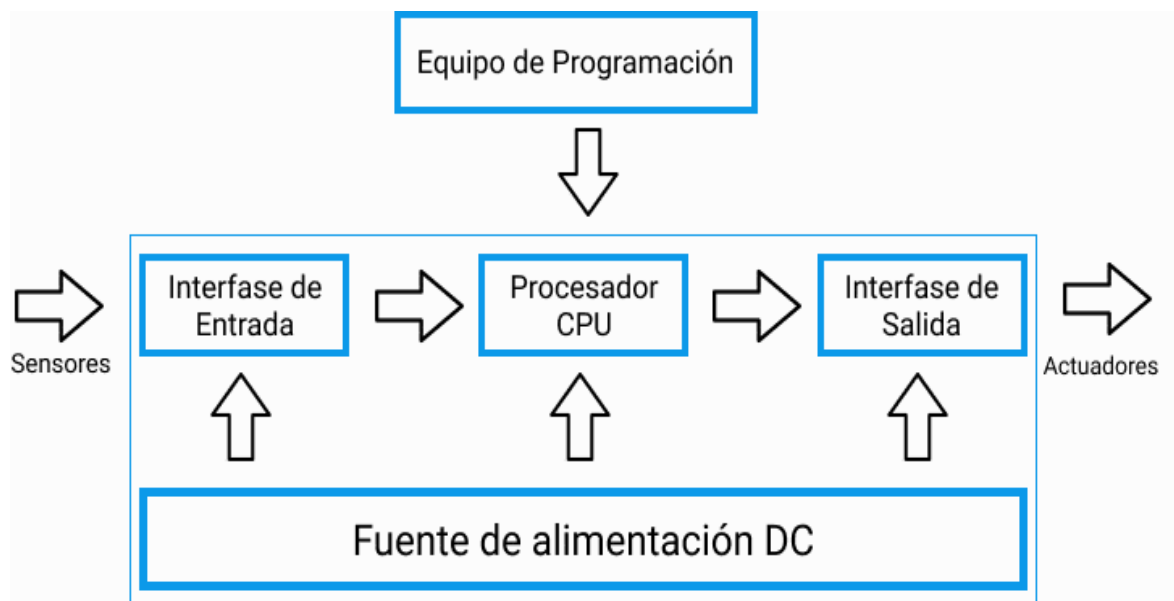 Equipo de Programación
Interfase de
Entrada
Procesador
CPU
Interfase de
Salida
Sensores
Actuadores
Fuente de alimentación DC